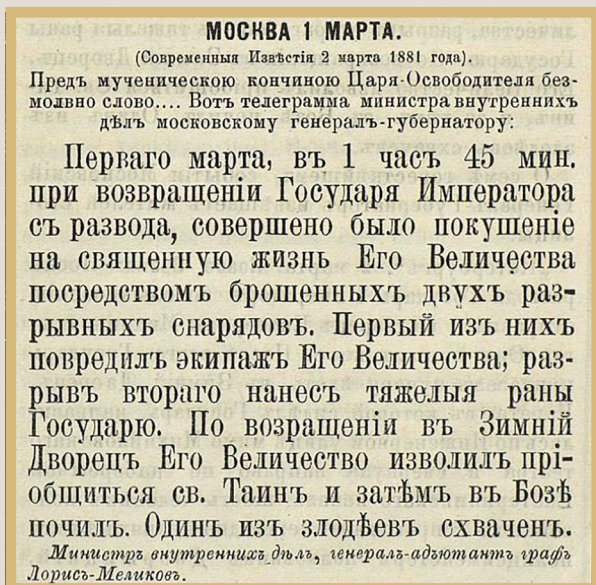 МОСКВА 1 МАРТА.
(Современныя Извѣстія 2 марта 1881 года).
Предъ мученическою кончиною Царя-Освободителя без-
молвно слово.... Вотъ телеграмма министра внутреннихъ
дѣлъ московскому генералъ-губернатору:
Перваго марта, въ 1 часъ 45 мин.
при возвращеніи Государя Императора
съ развода, совершено было покушеніе
на священную жизнь Его Величества
посредствомъ брошенныхъ двухъ раз-
рывныхъ снарядовъ. Первый изъ нихъ
повредилъ экипажъ Его Величества; раз-
рывъ втораго нанесъ тяжелыя раны
Государю. По возращеніи въ Зимній
Дворецъ Его Величество изволилъ прі-
общиться св. Таинъ и затѣмъ въ Бозѣ
почилъ. Одинъ изъ злодѣевъ схваченъ.
Министръ внутреннихъ дѣлъ, генералъ-адъютантъ графъ
Лорисъ-Меликовъ.